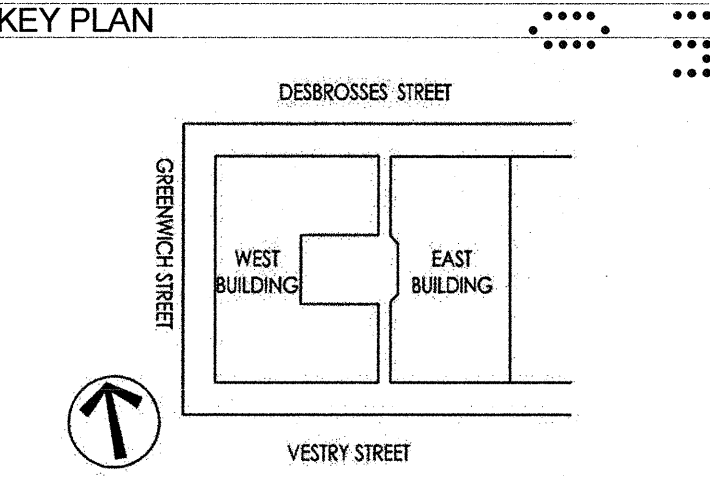 KEY PLAN
DESBROSSES STREET
GREENWICH STREET
WEST
BUILDING
EAST
BUILDING
VESTRY STREET